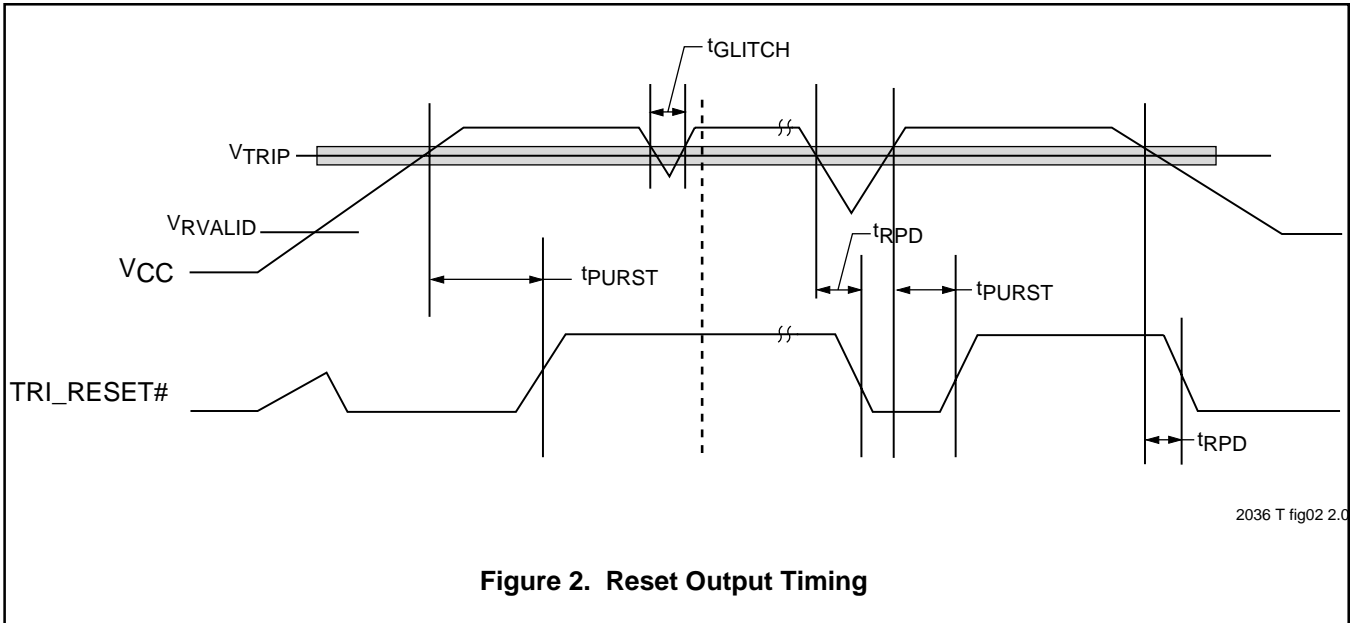 tGLITCH
VTRIP
VRVALID
tRPD
VCC
tPURST
tPURST
TRI_RESET#
tRPD
2036 T fig02 2.0
Figure 2. Reset Output Timing